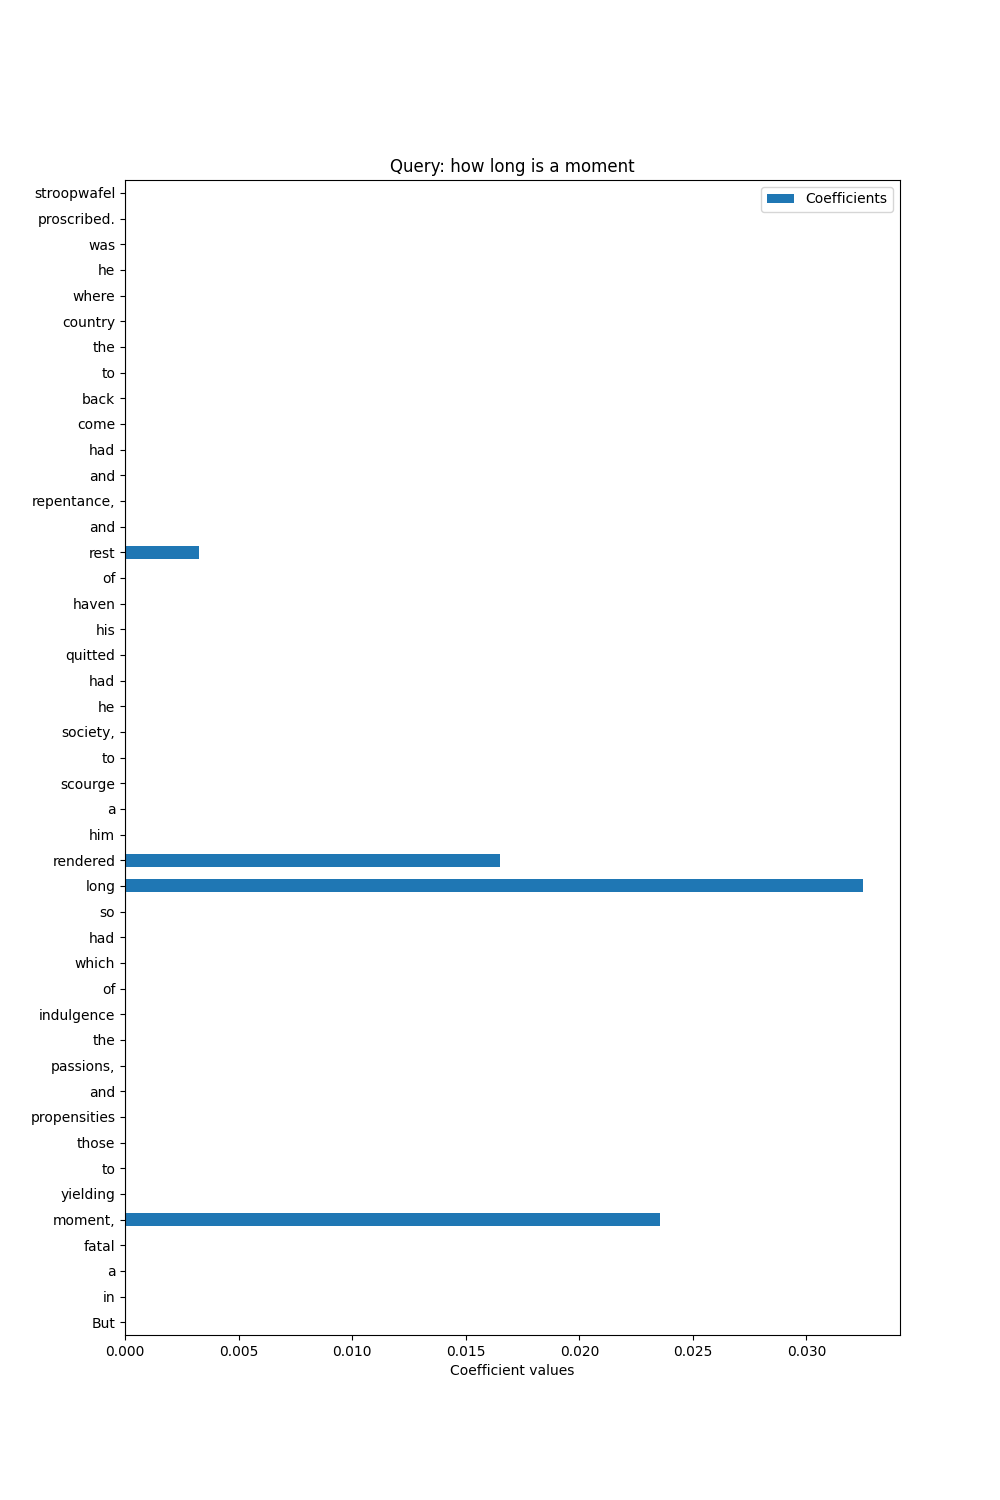 Query: how long is a moment
Coefficients
stroopwafel
proscribed.
was
he
where
country
the
to
back
come
had
and
repentance,
and
rest
of
haven
his
quitted
had
he
society,
to
scourge
a
him
rendered
long
so
had
which
of
indulgence
the
passions,
and
propensities
those
to
yielding
moment,
fatal
a
in
But
0.000 0.005 0.010 0.015 0.020 0.025 0.030
Coefficient values